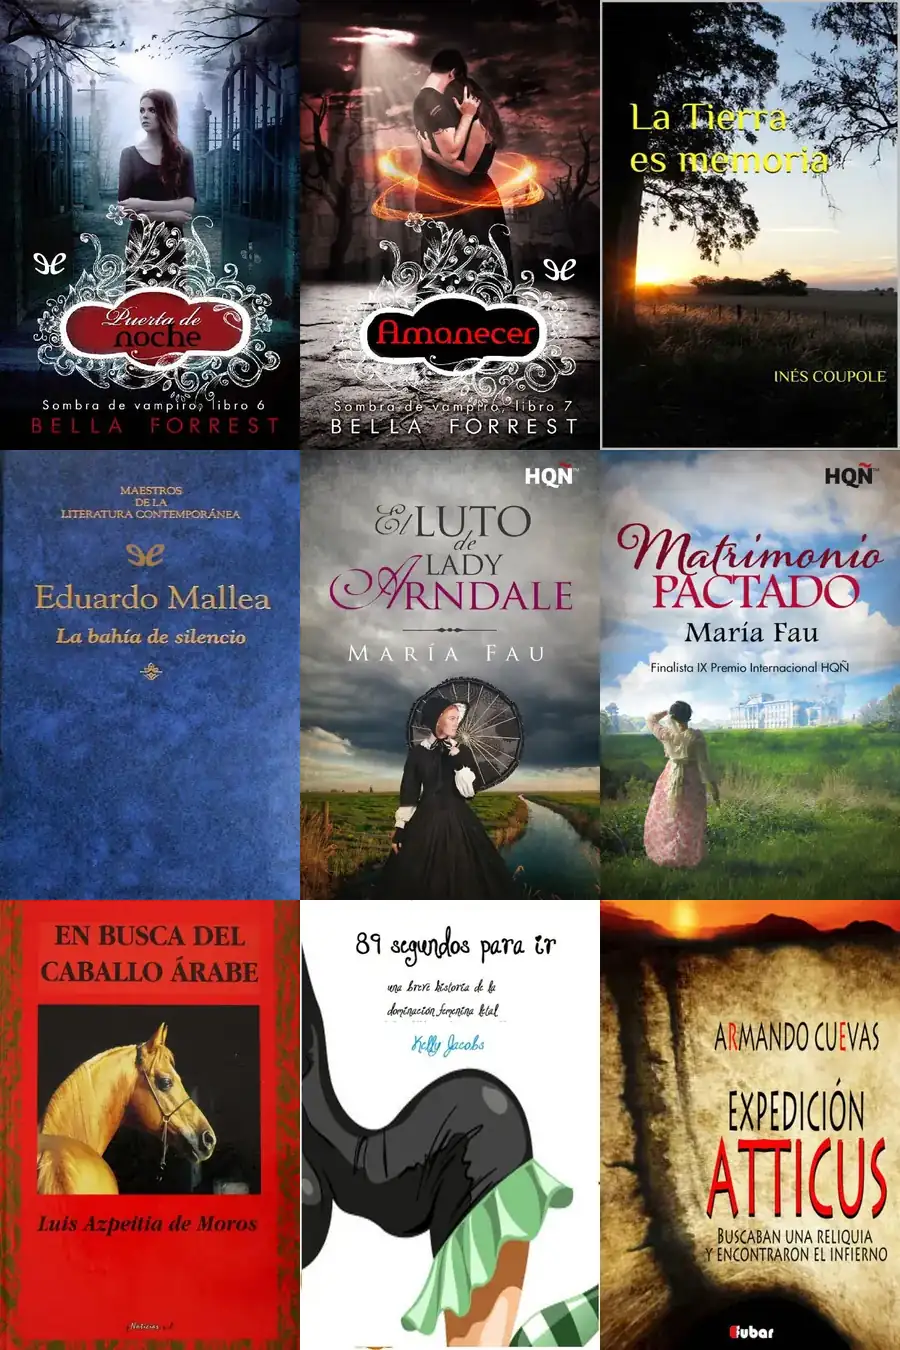 Puerta de
noche
Sombra de vampiro, libro 6
BELLA FORREST
Amanecer
Sombra de vampiro, libro 7
BELLA FORREST
La Tierra
es memoria
INÉS COUPOLE
MAESTROS
DE LA
LITERATURA CONTEMPORÁNEA
Eduardo Mallea
La bahía de silencio
HQÑ™
El LUTO
de
LADY
ARNDALE
MARÍA FAU
HQÑ™
Matrimonio
PACTADO
María Fau
Finalista IX Premio Internacional HQÑ
EN BUSCA DEL
CABALLO ÁRABE
Luis Azpeitia de Moros
Noticias
89 segundos para ir
una breve historia de la
dominación femenina letal
Kelly Jacobs
ARMANDO CUEVAS
EXPEDICIÓN
ATTICUS
BUSCABAN UNA RELIQUIA
Y ENCONTRARON EL INFIERNO
fubar